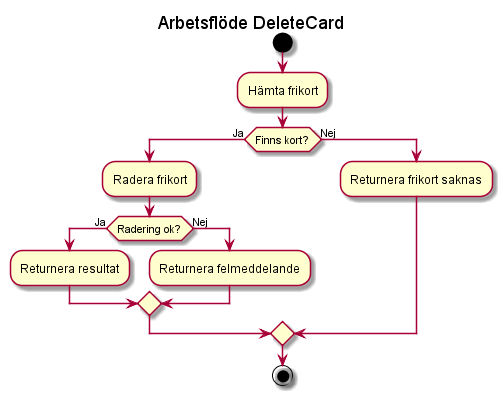 Arbetsflöde DeleteCard
Hämta frikort
Ja
Finns kort?
Nej
Radera frikort
Returnera frikort saknas
Ja
Radering ok?
Nej
Returnera resultat
Returnera felmeddelande